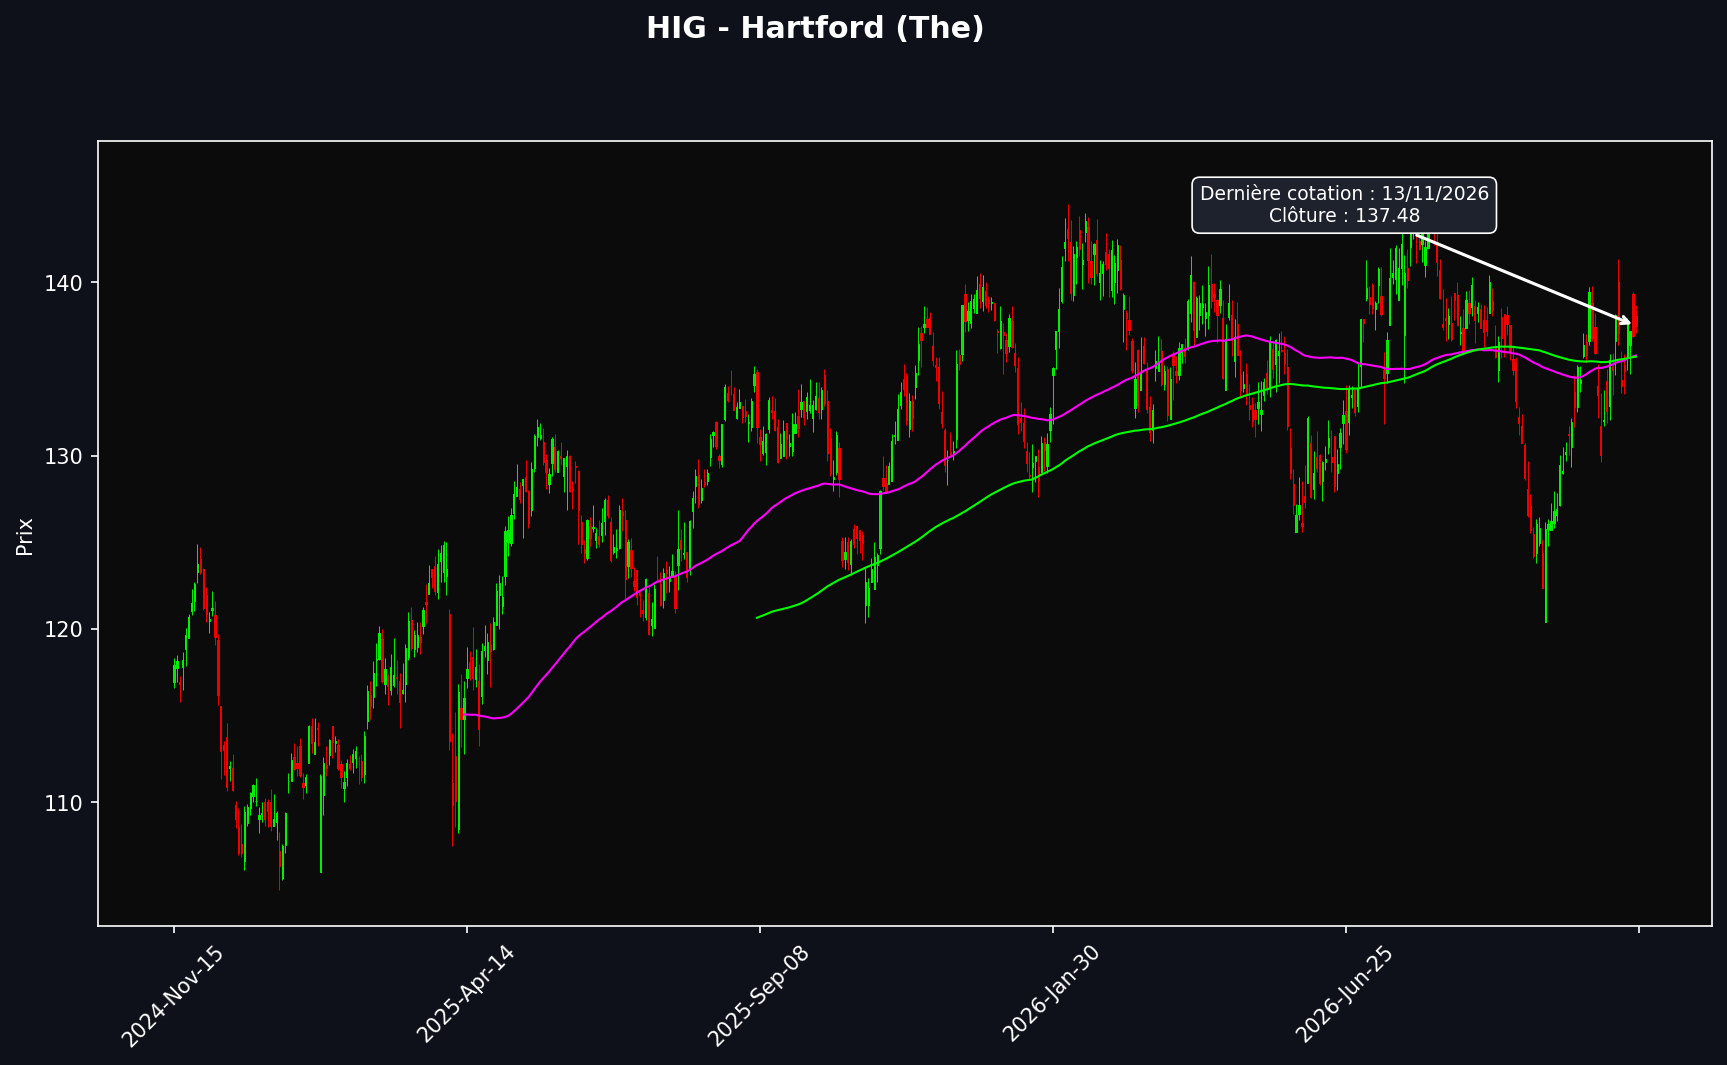 HIG - Hartford (The)
Dernière cotation : 13/11/2026
Clôture : 137.48
Prix
140
130
120
110
2024-Nov-15
2025-Apr-14
2025-Sep-08
2026-Jan-30
2026-Jun-25